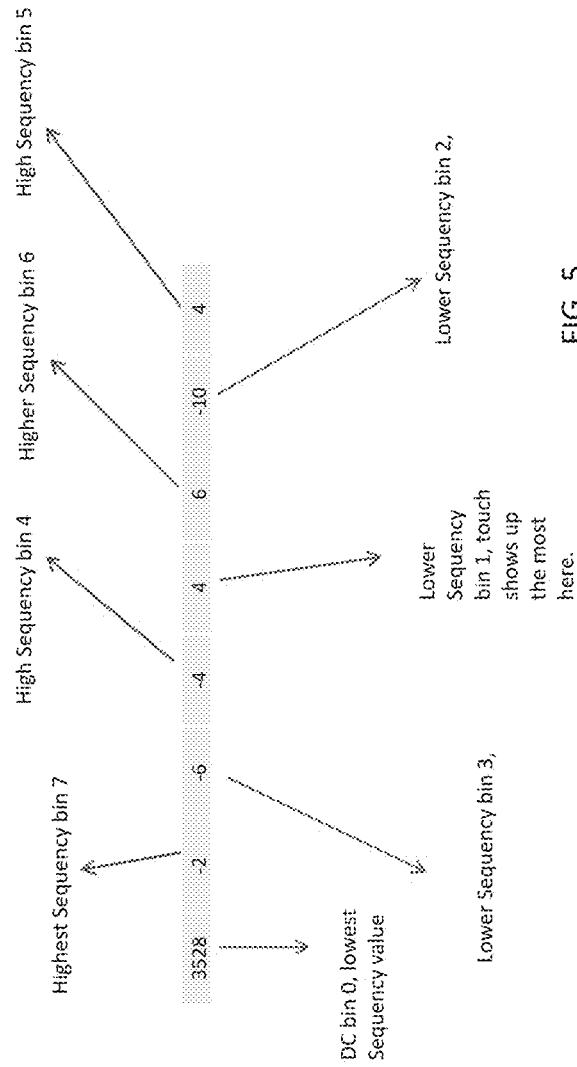 Highest Sequency bin 7
High Sequency bin 4
Higher Sequency bin 6
High Sequency bin 5
3528 -2 -6 -4 4 6 -10 4
DC bin 0, lowest
Sequency value
Lower Sequency bin 3,
Lower
Sequency
bin 1, touch
shows up
the most
here.
Lower Sequency bin 2,
FIG. 5